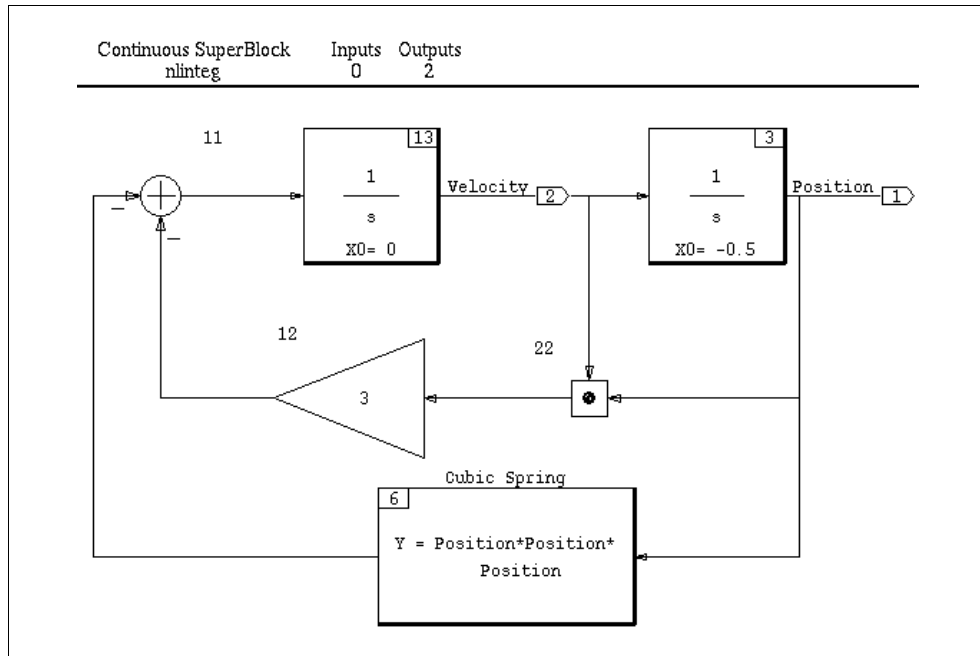 Continuous SuperBlock Inputs Outputs
nlinteg 0 2
11
13
1
s
X0= 0
Velocity
2
3
1
s
X0= -0.5
Position
1
12
3
22
Cubic Spring
6
Y = Position*Position*
Position